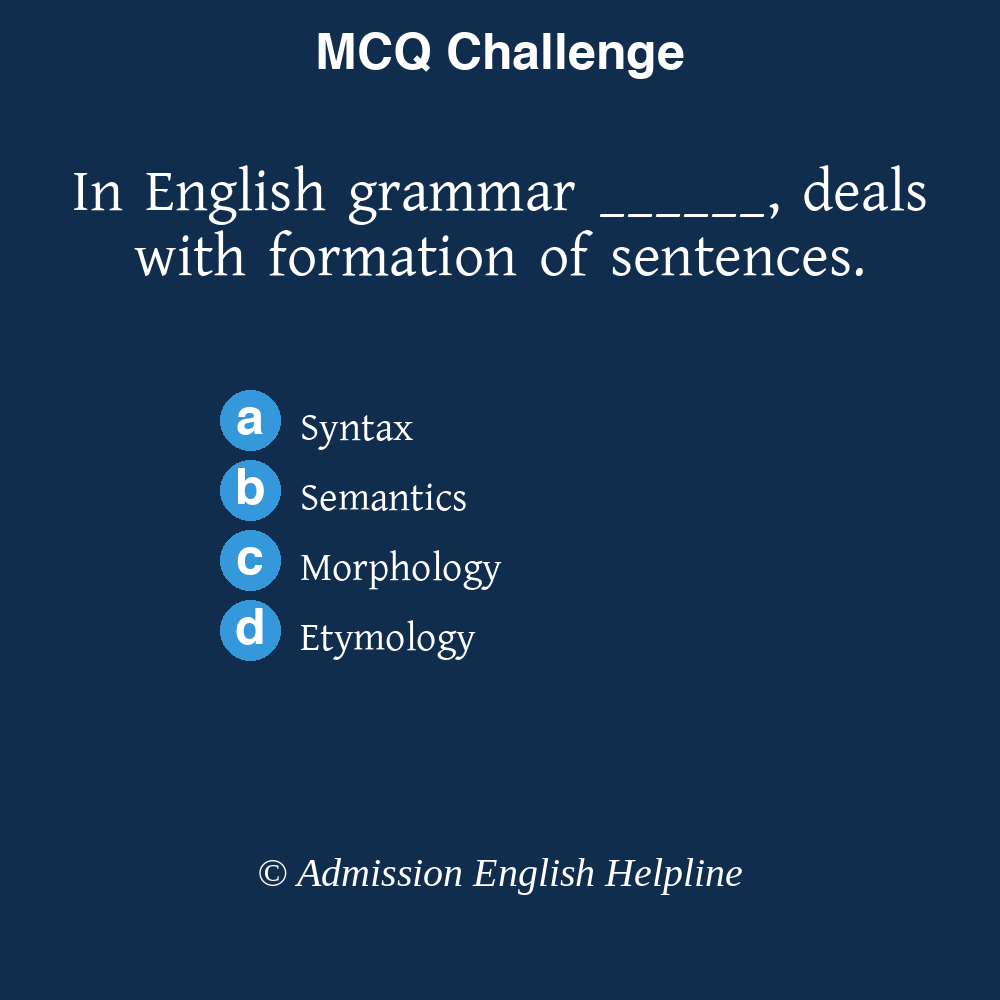 MCQ Challenge
In English grammar ______, deals
with formation of sentences.
a Syntax
b Semantics
c Morphology
d Etymology
© Admission English Helpline